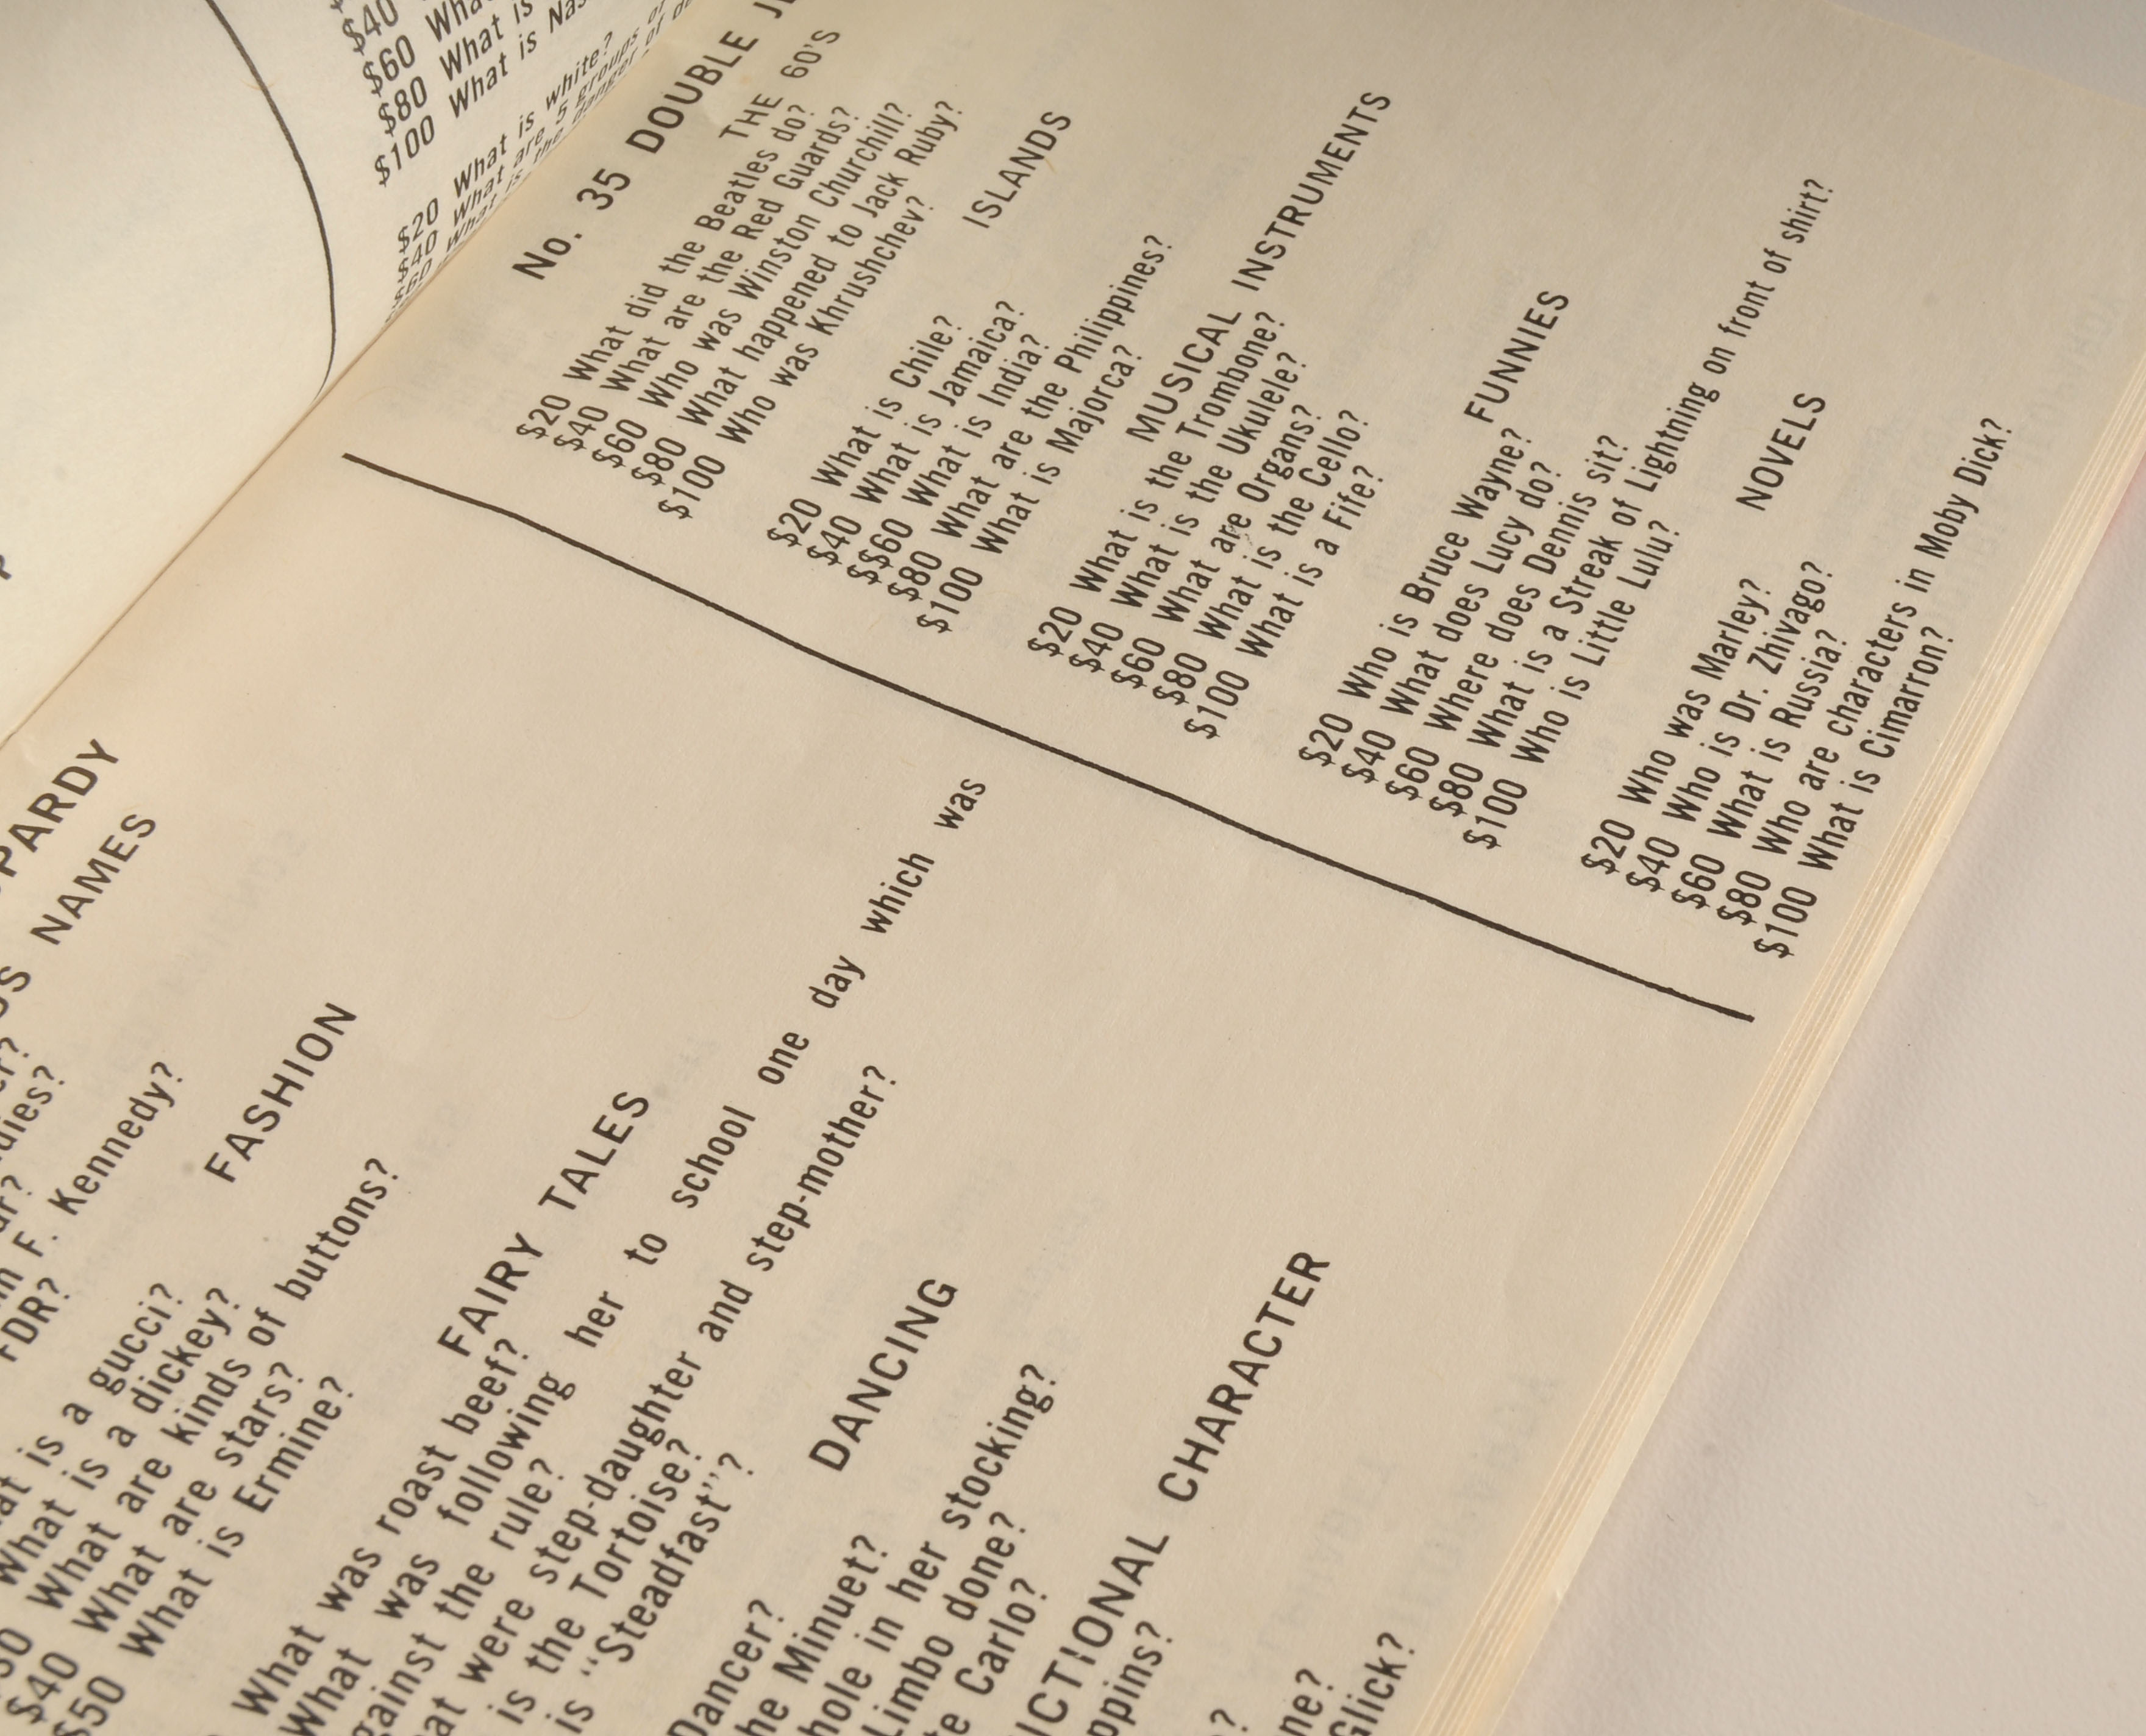 $40
$60
$80 What is
$100 What is
$20 What is white?
$40 What are 5 groups
$60 What is the danger
No. 35 DOUBLE
THE 60'S
$20 What did the Beatles do?
$40 What are the Red Guards?
$60 Who was Winston Churchill?
$80 What happened to Jack Ruby?
$100 Who was Khrushchev?
ISLANDS
$20 What is Chile?
$40 What is Jamaica?
$$60 What is India?
$80 What are the Philippines?
$100 What is Majorca?
MUSICAL INSTRUMENTS
$20 What is the Trombone?
$40 What is the Ukulele?
$60 What are Organs?
$80 What is the Cello?
$100 What is a Fife?
FUNNIES
$20 Who is Bruce Wayne?
$40 What does Lucy do?
$60 Where does Dennis sit?
$80 What is a Streak of Lightning on front of shirt?
$100 Who is Little Lulu?
NOVELS
$20 Who was Marley?
$40 Who is Dr. Zhivago?
$60 What is Russia?
$80 Who are characters in Moby Dick?
$100 What is Cimarron?
PARDY
NAMES
F. Kennedy?
FDR?
FASHION
is a gucci?
What is a dickey?
What are kinds of buttons?
$40 What are stars?
$50 What is Ermine?
FAIRY TALES
What was roast beef?
What was following her to school one day which was
against the rule?
were step-daughter and step-mother?
is the Tortoise?
is "Steadfast"?
DANCING
Dancer?
the Minuet?
hole in her stocking?
Limbo done?
Carlo?
CHARACTER